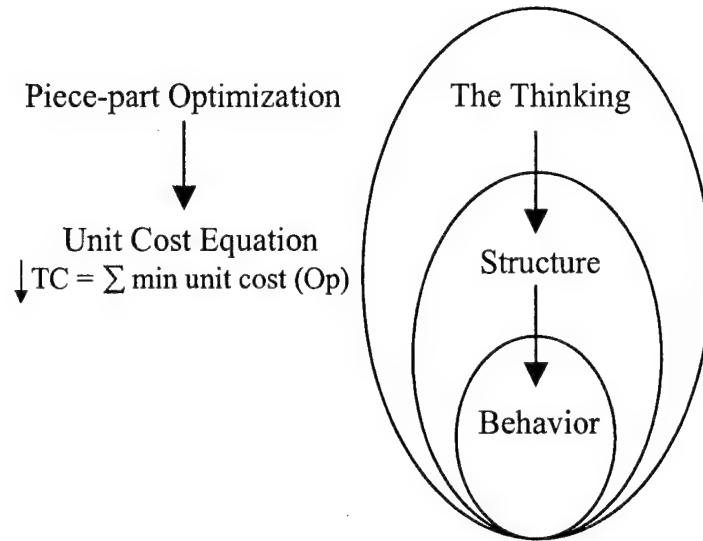 Piece-part Optimization
Unit Cost Equation
↓ TC = ∑ min unit cost (Op)
The Thinking
Structure
Behavior